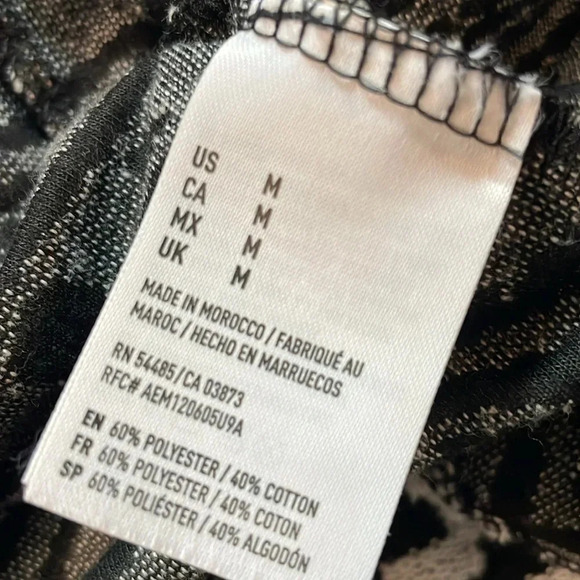 US M
CA M
MX M
UK M
MADE IN MOROCCO / FABRIQUÉ AU
MAROC / HECHO EN MARRUECOS
RN 54485 / CA 03873
RFC# AEM120605U9A
EN 60% POLYESTER / 40% COTTON
FR 60% POLYESTER / 40% COTON
SP 60% POLIÉSTER / 40% ALGODÓN